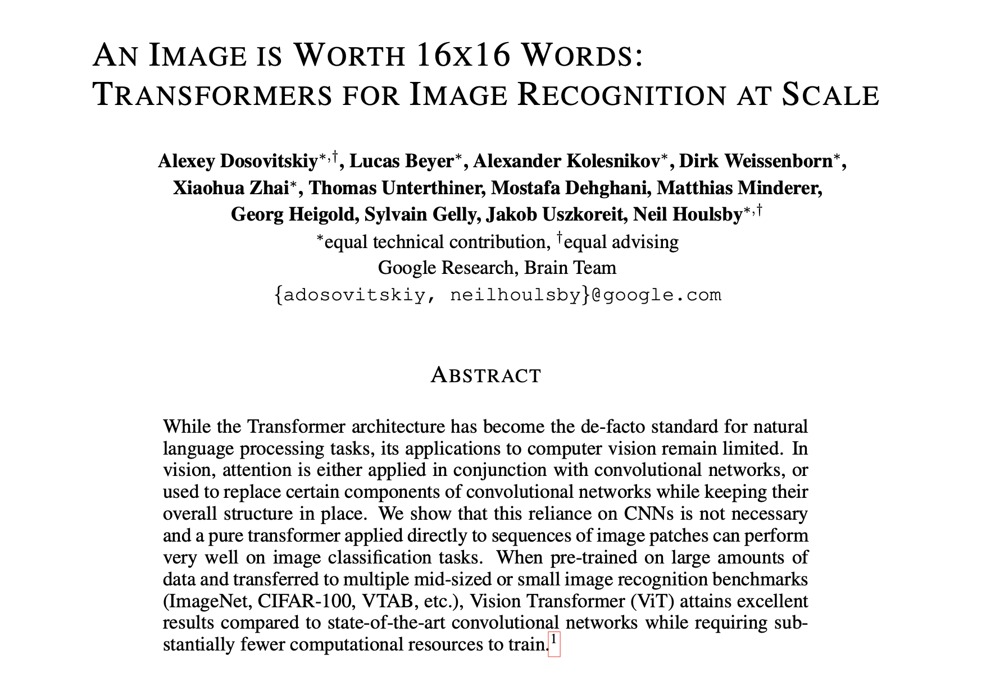 AN IMAGE IS WORTH 16X16 WORDS:
TRANSFORMERS FOR IMAGE RECOGNITION AT SCALE
Alexey Dosovitskiy*,†, Lucas Beyer*, Alexander Kolesnikov*, Dirk Weissenborn*,
Xiaohua Zhai*, Thomas Unterthiner, Mostafa Dehghani, Matthias Minderer,
Georg Heigold, Sylvain Gelly, Jakob Uszkoreit, Neil Houlsby*,†
*equal technical contribution, †equal advising
Google Research, Brain Team
{adosovitskiy, neilhoulsby}@google.com
ABSTRACT
While the Transformer architecture has become the de-facto standard for natural
language processing tasks, its applications to computer vision remain limited. In
vision, attention is either applied in conjunction with convolutional networks, or
used to replace certain components of convolutional networks while keeping their
overall structure in place. We show that this reliance on CNNs is not necessary
and a pure transformer applied directly to sequences of image patches can perform
very well on image classification tasks. When pre-trained on large amounts of
data and transferred to multiple mid-sized or small image recognition benchmarks
(ImageNet, CIFAR-100, VTAB, etc.), Vision Transformer (ViT) attains excellent
results compared to state-of-the-art convolutional networks while requiring sub-
stantially fewer computational resources to train.1